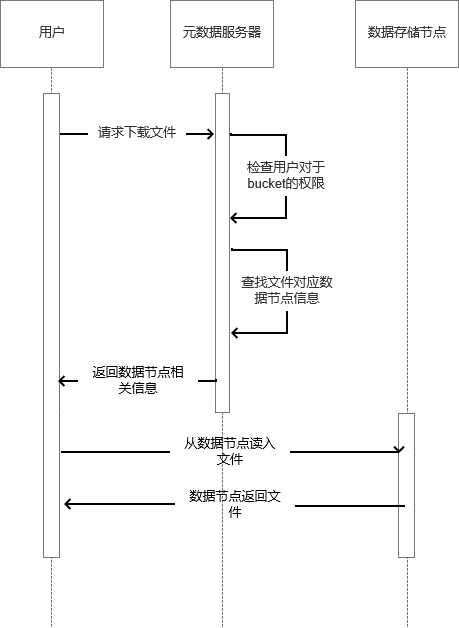 用户
元数据服务器
数据存储节点
请求下载文件
检查用户对于
bucket的权限
查找文件对应数
据节点信息
返回数据节点相
关信息
从数据节点读入
文件
数据节点返回文
件